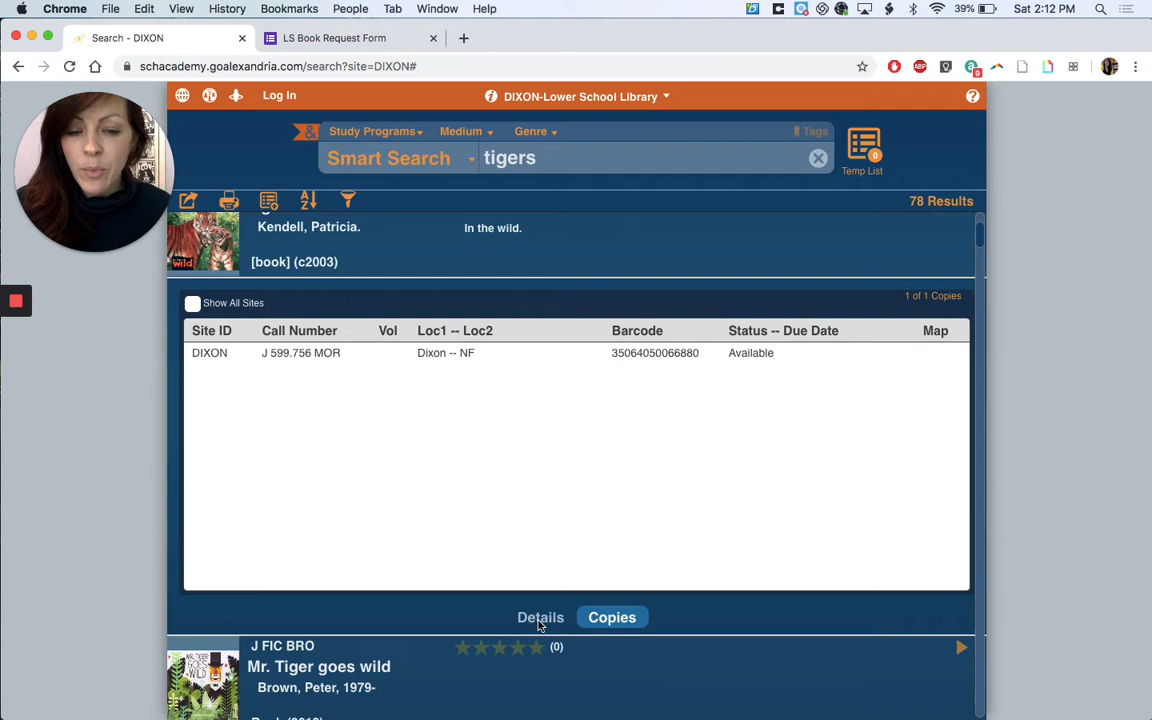 Chrome File Edit View History Bookmarks People Tab Window Help 39% Sat 2:12 PM
Search - DIXON LS Book Request Form
schacademy.goalexandria.com/search?site=DIXON#
Log In DIXON-Lower School Library
& Study Programs Medium Genre Tags
Smart Search tigers 0
Temp List
78 Results
Kendell, Patricia. In the wild.
[book] (c2003)
Show All Sites 1 of 1 Copies
Site ID Call Number Vol Loc1 -- Loc2 Barcode Status -- Due Date Map
DIXON J 599.756 MOR Dixon -- NF 35064050066880 Available
Details Copies
J FIC BRO (0)
Mr. Tiger goes wild
Brown, Peter, 1979-